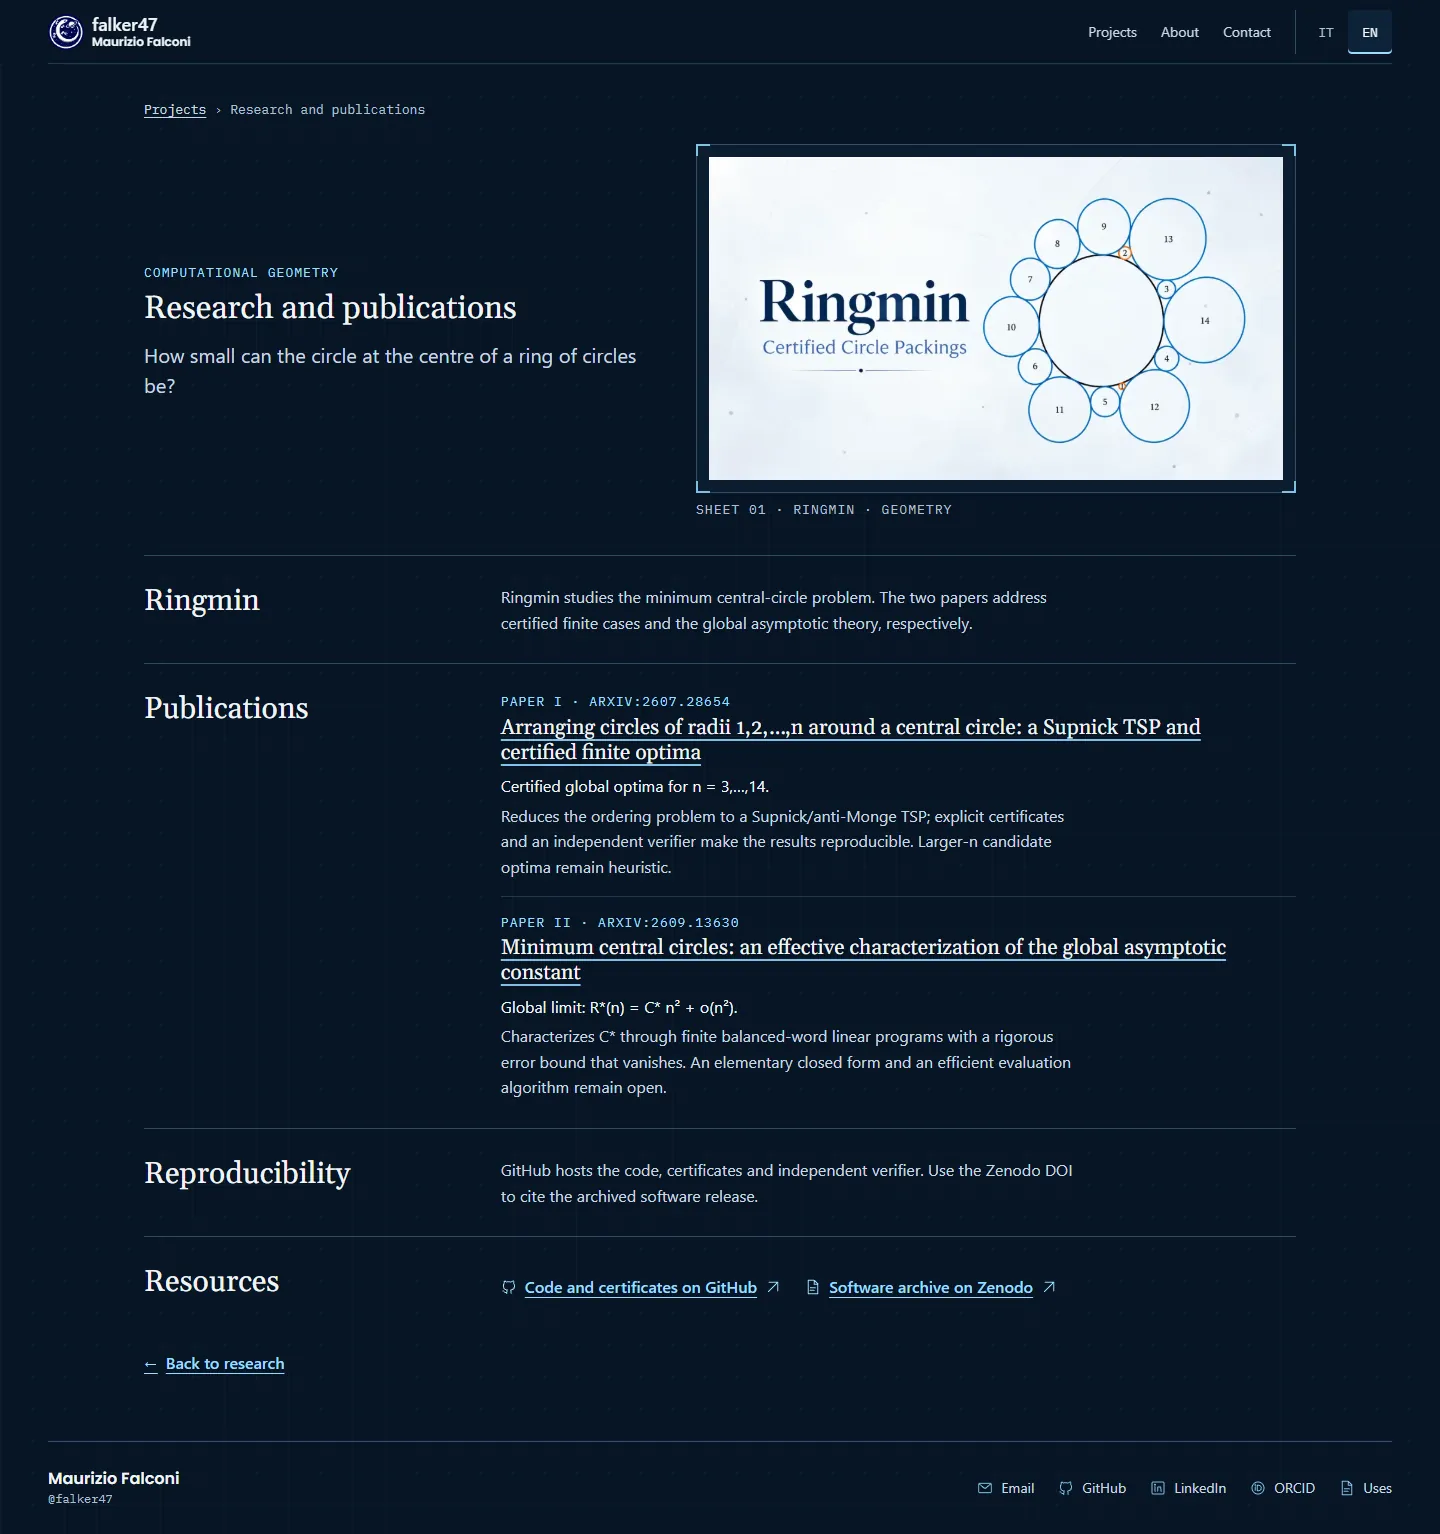 falker47
Maurizio Falconi
Projects
About
Contact
IT
EN
Projects › Research and publications
COMPUTATIONAL GEOMETRY
Research and publications
How small can the circle at the centre of a ring of circles
be?
Ringmin
Certified Circle Packings
9
13
8
2
7
3
14
10
4
6
1
5
12
11
SHEET 01 · RINGMIN · GEOMETRY
Ringmin
Ringmin studies the minimum central-circle problem. The two papers address
certified finite cases and the global asymptotic theory, respectively.
Publications
PAPER I · ARXIV:2607.28654
Arranging circles of radii 1,2,…,n around a central circle: a Supnick TSP and
certified finite optima
Certified global optima for n = 3,…,14.
Reduces the ordering problem to a Supnick/anti-Monge TSP; explicit certificates
and an independent verifier make the results reproducible. Larger-n candidate
optima remain heuristic.
PAPER II · ARXIV:2609.13630
Minimum central circles: an effective characterization of the global asymptotic
constant
Global limit: R*(n) = C* n² + o(n²).
Characterizes C* through finite balanced-word linear programs with a rigorous
error bound that vanishes. An elementary closed form and an efficient evaluation
algorithm remain open.
Reproducibility
GitHub hosts the code, certificates and independent verifier. Use the Zenodo DOI
to cite the archived software release.
Resources
Code and certificates on GitHub ↗
Software archive on Zenodo ↗
← Back to research
Maurizio Falconi
@falker47
Email
GitHub
LinkedIn
ORCID
Uses